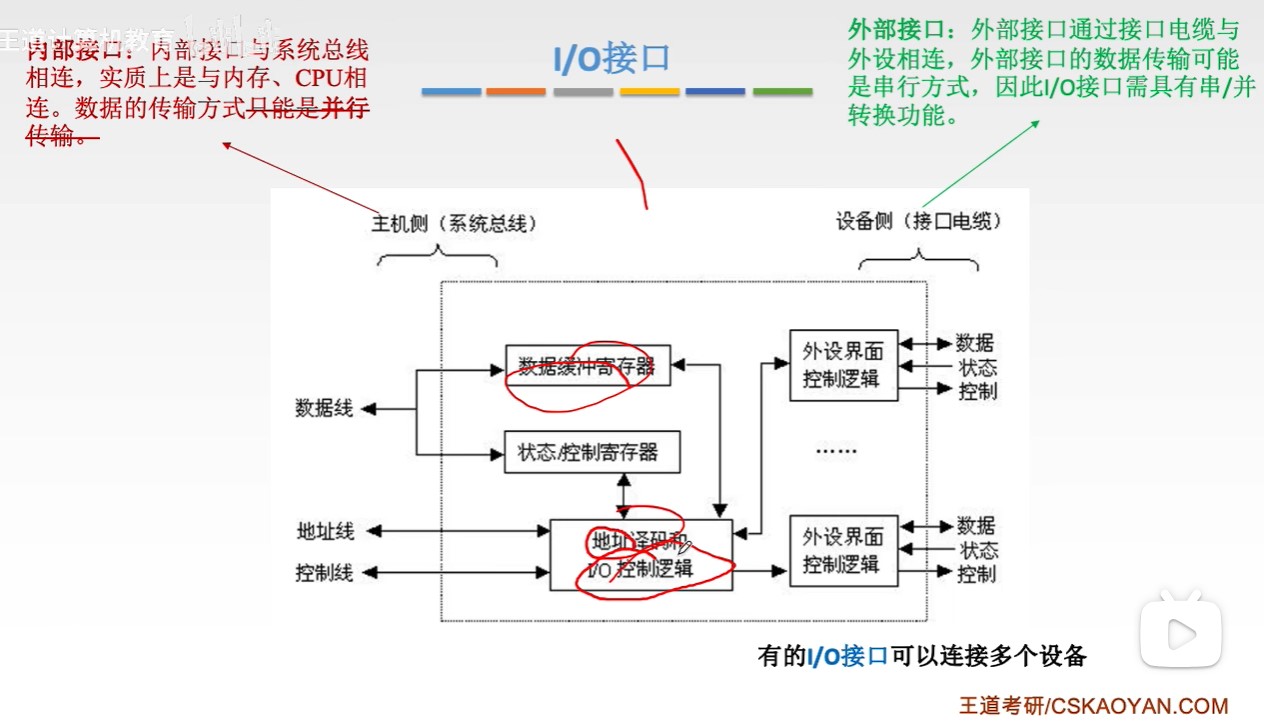 王道计算机教育
内部接口：内部接口与系统总线
相连，实质上是与内存、CPU相
连。数据的传输方式只能是并行
传输。
I/O接口
外部接口：外部接口通过接口电缆与
外设相连，外部接口的数据传输可能
是串行方式，因此I/O接口需具有串/并
转换功能。
主机侧（系统总线）
设备侧（接口电缆）
数据缓冲寄存器
外设界面
控制逻辑
数据
状态
控制
数据线
状态/控制寄存器
……
地址线
控制线
地址译码和
I/O 控制逻辑
外设界面
控制逻辑
数据
状态
控制
有的I/O接口可以连接多个设备
王道考研/CSKAOYAN.COM